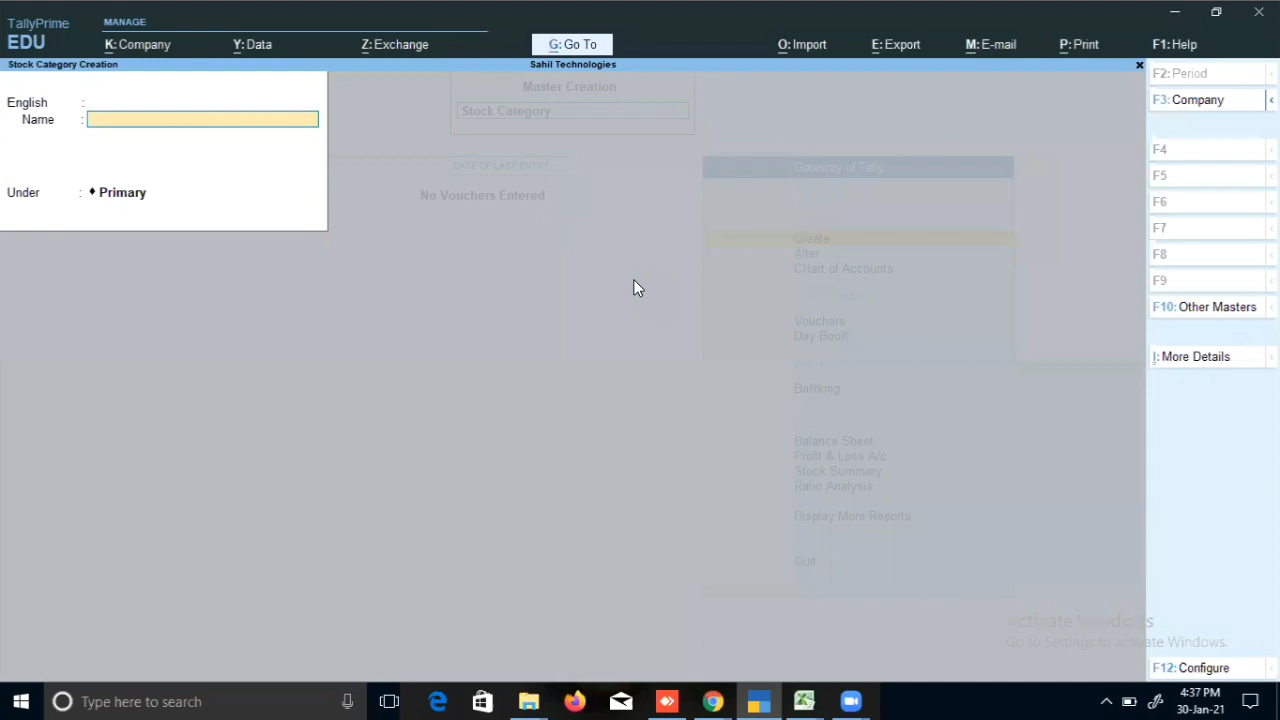 TallyPrime
EDU
MANAGE
K: Company
Y: Data
Z: Exchange
G: Go To
O: Import
E: Export
M: E-mail
P: Print
F1: Help
Stock Category Creation
Sahil Technologies
English :
Name :
Under : ♦ Primary
Master Creation
Stock Category
DATE OF LAST ENTRY
No Vouchers Entered
Gateway of Tally
Create
Alter
CHart of Accounts
Vouchers
Day BooK
BaNking
Balance Sheet
Profit & Loss A/c
Stock Summary
Ratio Analysis
Display More Reports
Quit
F2: Period
F3: Company
F4
F5
F6
F7
F8
F9
F10: Other Masters
I: More Details
Activate Windows
Go to Settings to activate Windows.
F12: Configure
Type here to search
4:37 PM
30-Jan-21